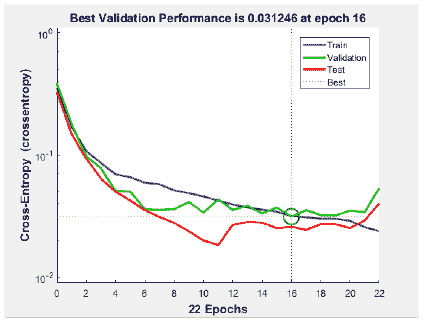 Best Validation Performance is 0.031246 at epoch 16
Cross-Entropy (crossentropy)
10^0
10^-1
10^-2
Train
Validation
Test
Best
0 2 4 6 8 10 12 14 16 18 20 22
22 Epochs